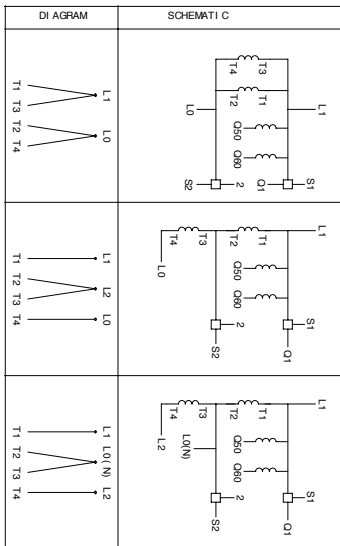 DI AGRAM
SCHEMATI C
T1
T3
T2
T4
L1
L0
T4
T3
T2
T1
L0
L1
Q50
Q60
S2
2
Q1
S1
T1
T2
T3
T4
L1
L2
L0
L1
T4
T3
T2
T1
L0
Q50
Q60
2
S1
S2
Q1
T1
T2
T3
T4
L1
L0( N)
L2
L1
T4
T3
T2
T1
L2
L0(N)
Q50
Q60
2
S1
S2
Q1